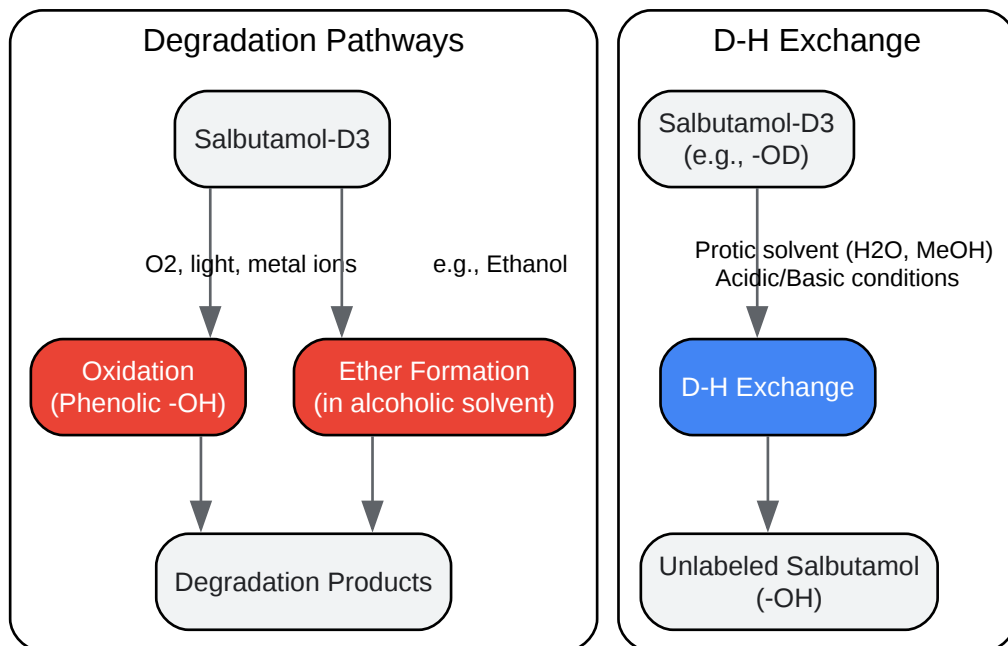 Degradation Pathways
Salbutamol-D3
O2, light, metal ions
e.g., Ethanol
Oxidation
(Phenolic -OH)
Ether Formation
(in alcoholic solvent)
Degradation Products
D-H Exchange
Salbutamol-D3
(e.g., -OD)
Protic solvent (H2O, MeOH)
Acidic/Basic conditions
D-H Exchange
Unlabeled Salbutamol
(-OH)